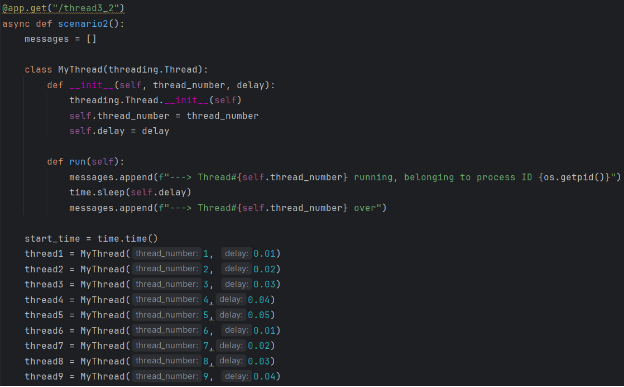 @app.get("/thread3_2")
async def scenario2():
    messages = []
    class MyThread(threading.Thread):
        def __init__(self, thread_number, delay):
            threading.Thread.__init__(self)
            self.thread_number = thread_number
            self.delay = delay
        def run(self):
            messages.append(f"---> Thread#{self.thread_number} running, belonging to process ID {os.getpid()}")
            time.sleep(self.delay)
            messages.append(f"---> Thread#{self.thread_number} over")
    start_time = time.time()
    thread1 = MyThread( thread_number: 1, delay: 0.01)
    thread2 = MyThread( thread_number: 2, delay: 0.02)
    thread3 = MyThread( thread_number: 3, delay: 0.03)
    thread4 = MyThread( thread_number: 4, delay: 0.04)
    thread5 = MyThread( thread_number: 5, delay: 0.05)
    thread6 = MyThread( thread_number: 6, delay: 0.01)
    thread7 = MyThread( thread_number: 7, delay: 0.02)
    thread8 = MyThread( thread_number: 8, delay: 0.03)
    thread9 = MyThread( thread_number: 9, delay: 0.04)